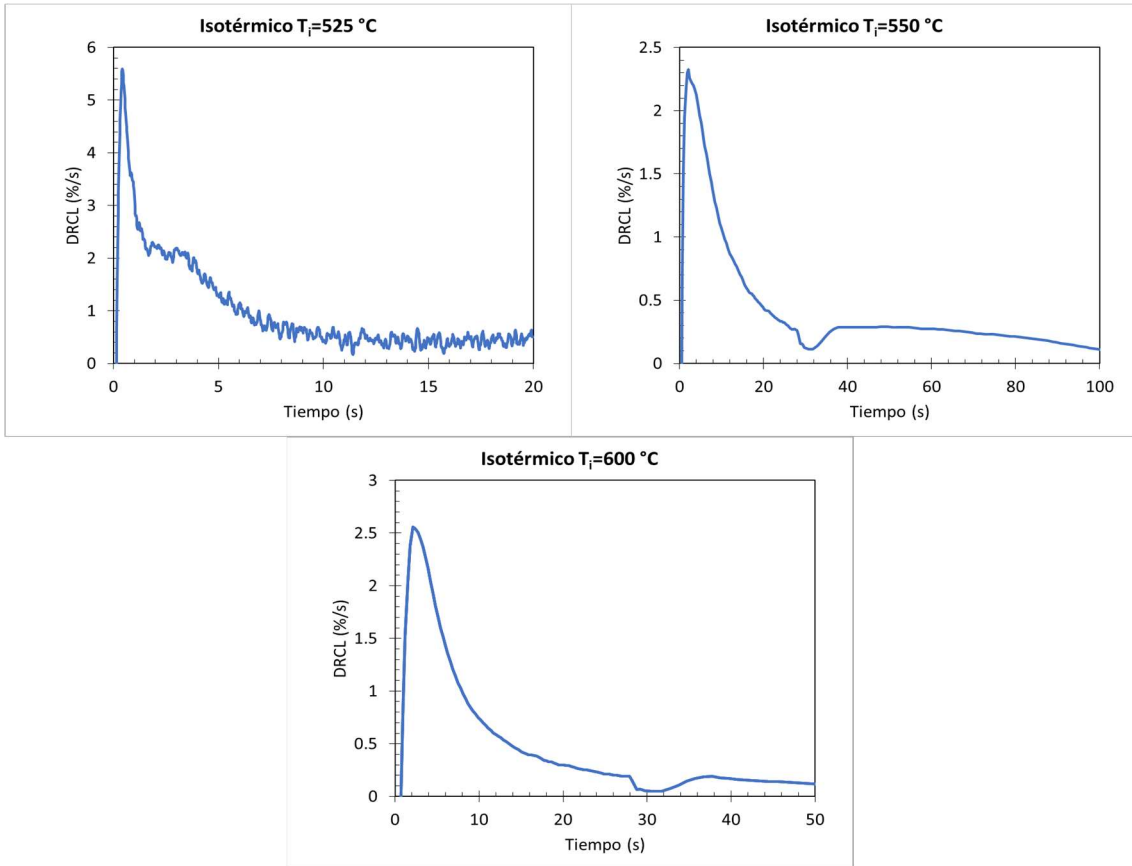 Isotérmico Ti=525 °C
6
5
4
3
2
1
0
DRCL (%/s)
0 5 10 15 20
Tiempo (s)
Isotérmico Ti=550 °C
2.5
2
1.5
1
0.5
0
DRCL (%/s)
0 20 40 60 80 100
Tiempo (s)
Isotérmico Ti=600 °C
3
2.5
2
1.5
1
0.5
0
DRCL (%/s)
0 10 20 30 40 50
Tiempo (s)